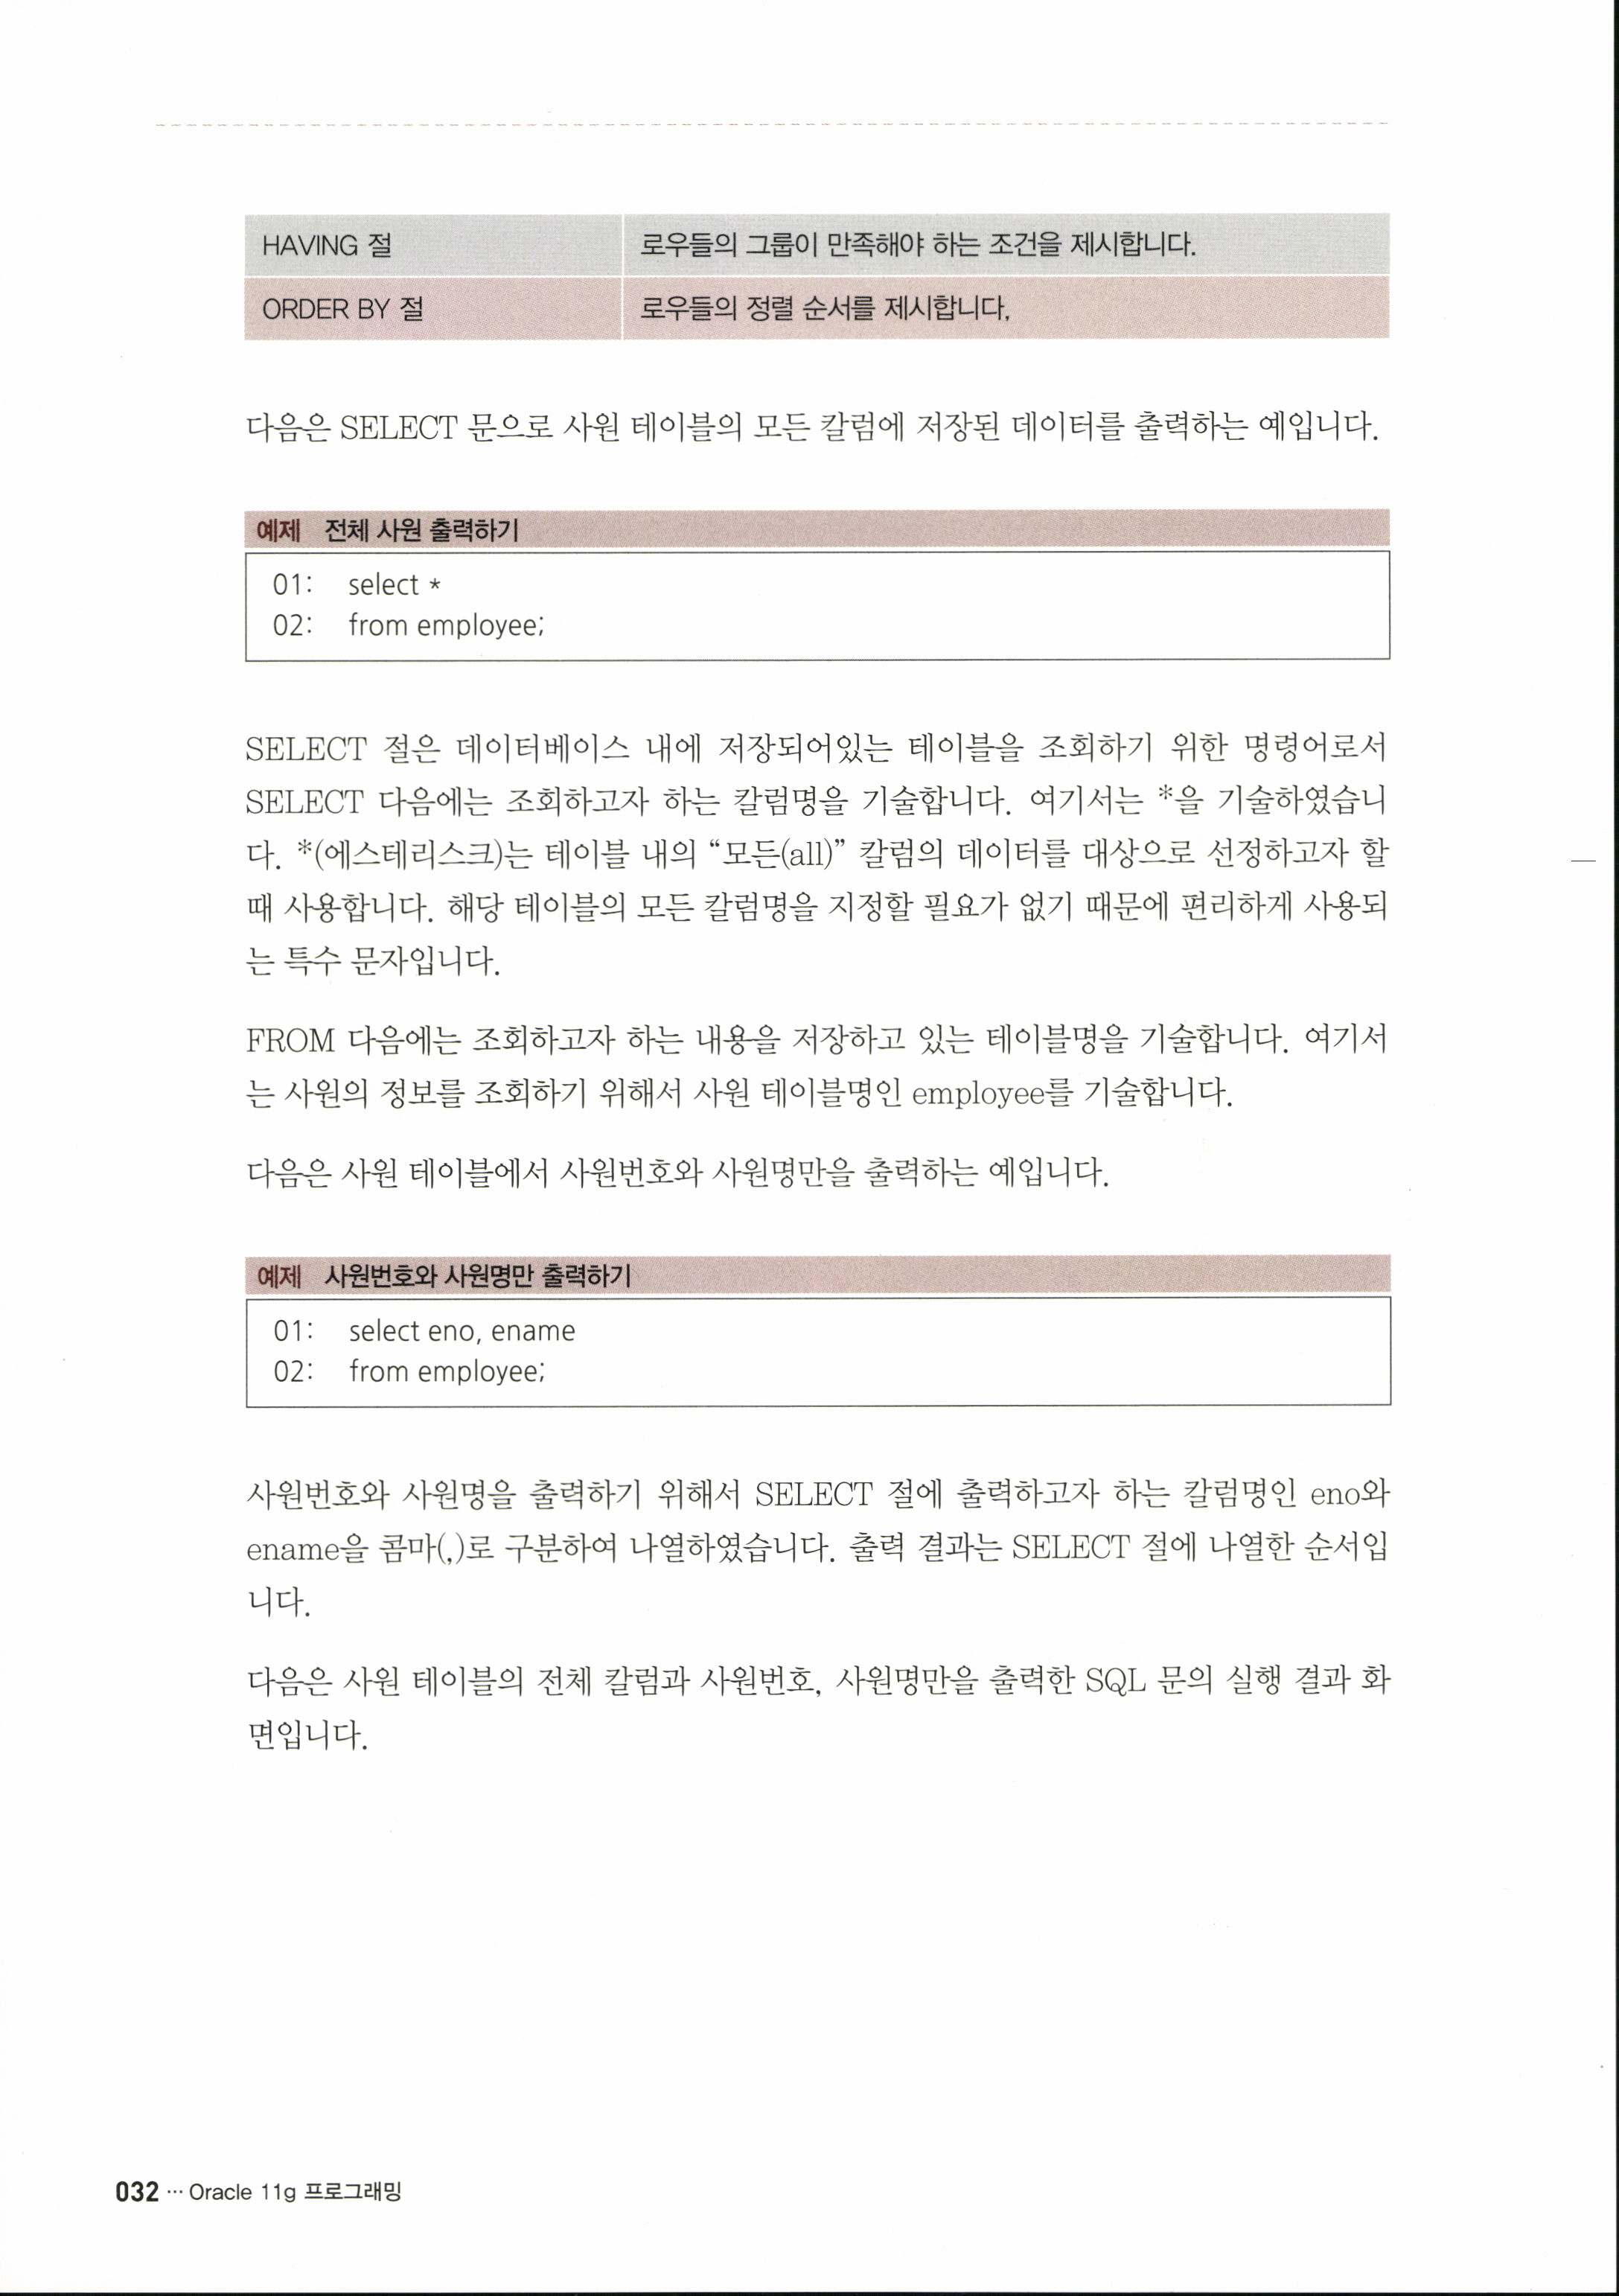 HAVING 절 로우들의 그룹이 만족해야 하는 조건을 제시합니다.
ORDER BY 절 로우들의 정렬 순서를 제시합니다.
다음은 SELECT 문으로 사원 테이블의 모든 칼럼에 저장된 데이터를 출력하는 예입니다.
예제 전체 사원 출력하기
01: select *
02: from employee;
SELECT 절은 데이터베이스 내에 저장되어있는 테이블을 조회하기 위한 명령어로서
SELECT 다음에는 조회하고자 하는 칼럼명을 기술합니다. 여기서는 *을 기술하였습니
다. *(에스테리스크)는 테이블 내의 “모든(all)” 칼럼의 데이터를 대상으로 선정하고자 할
때 사용합니다. 해당 테이블의 모든 칼럼명을 지정할 필요가 없기 때문에 편리하게 사용되
는 특수 문자입니다.
FROM 다음에는 조회하고자 하는 내용을 저장하고 있는 테이블명을 기술합니다. 여기서
는 사원의 정보를 조회하기 위해서 사원 테이블명인 employee를 기술합니다.
다음은 사원 테이블에서 사원번호와 사원명만을 출력하는 예입니다.
예제 사원번호와 사원명만 출력하기
01: select eno, ename
02: from employee;
사원번호와 사원명을 출력하기 위해서 SELECT 절에 출력하고자 하는 칼럼명인 eno와
ename을 콤마(,)로 구분하여 나열하였습니다. 출력 결과는 SELECT 절에 나열한 순서입
니다.
다음은 사원 테이블의 전체 칼럼과 사원번호, 사원명만을 출력한 SQL 문의 실행 결과 화
면입니다.
032 … Oracle 11g 프로그래밍